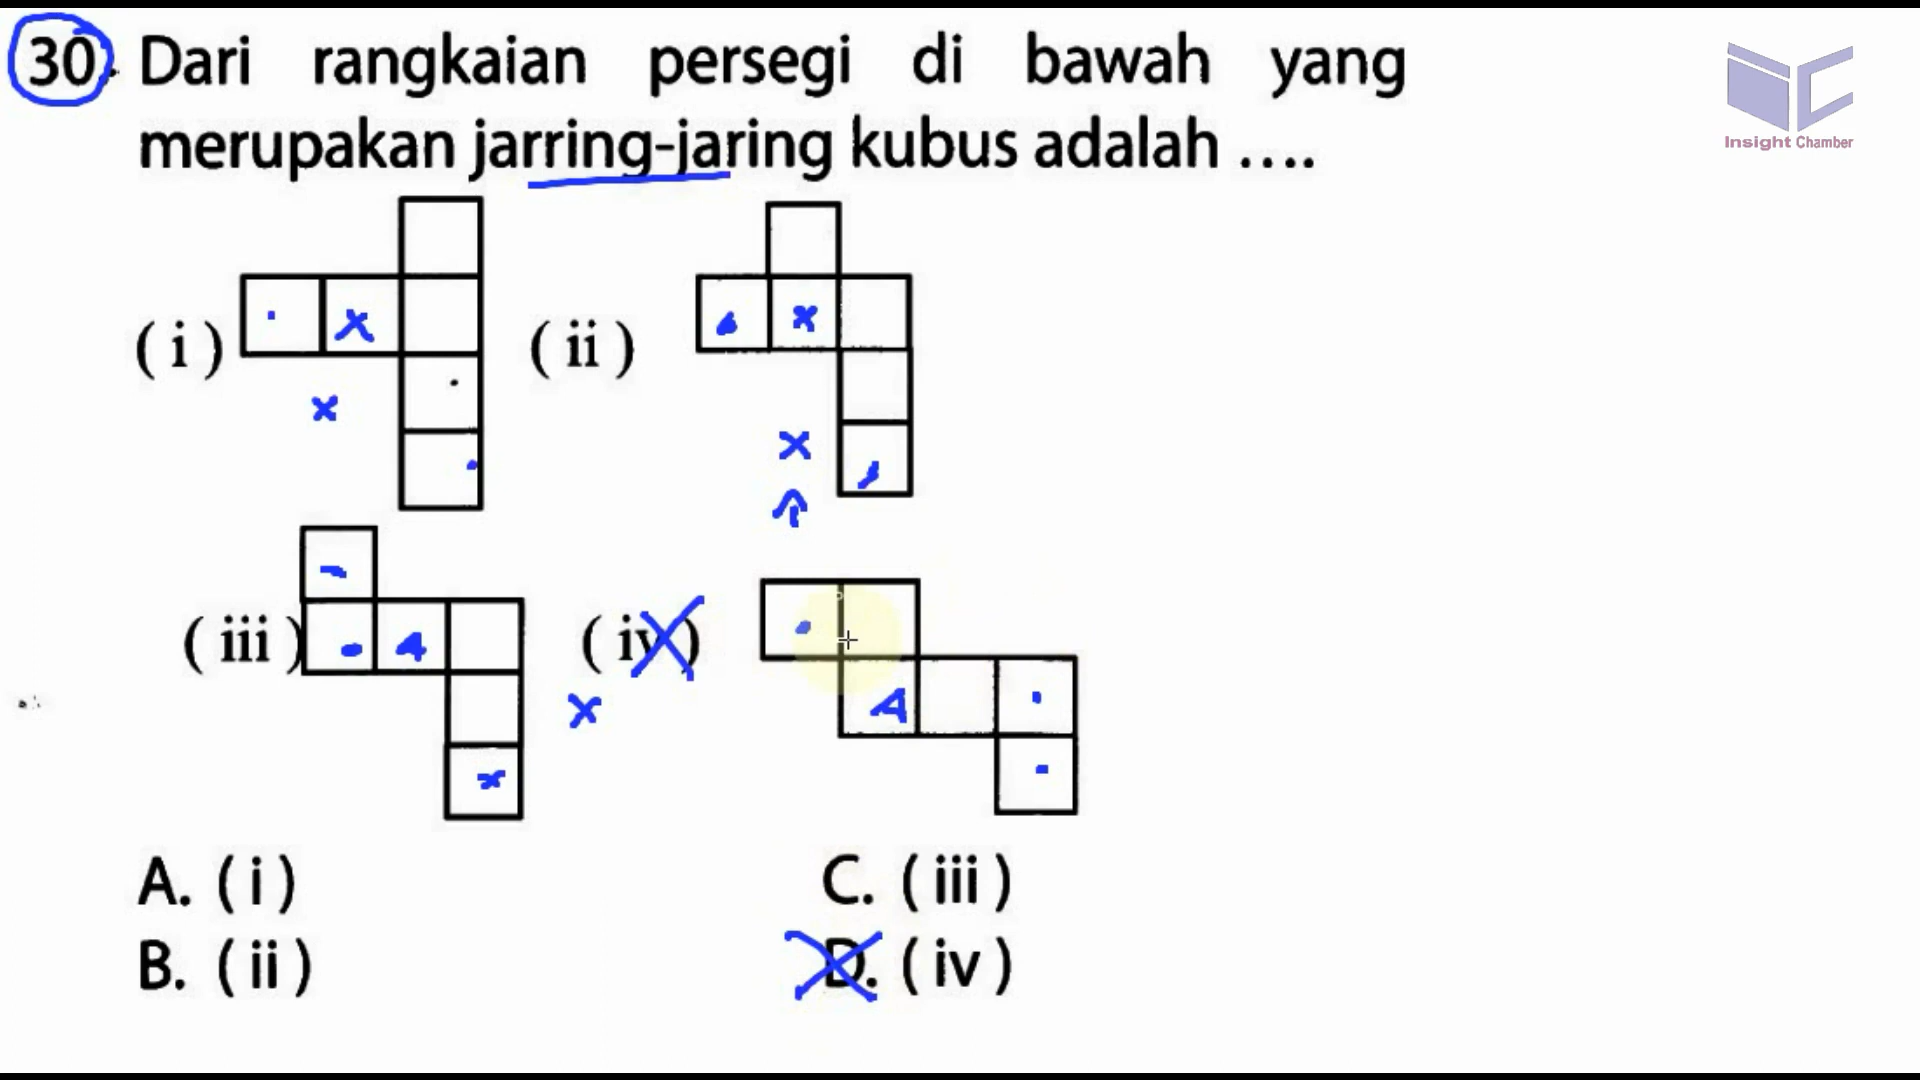 30. Dari rangkaian persegi di bawah yang
merupakan jarring-jaring kubus adalah ....
Insight Chamber
( i )
x
x
( ii )
x
x
( iii )
A
x
( iv )
x
A
A. ( i )
B. ( ii )
C. ( iii )
D. ( iv )